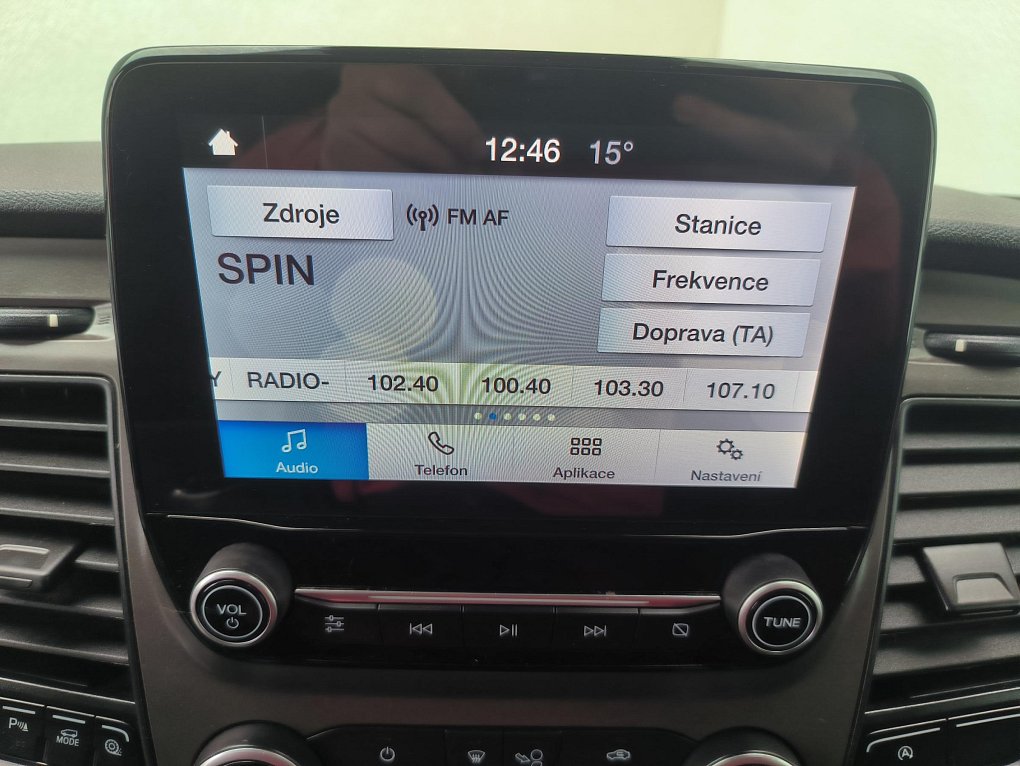 12:46 15°
Zdroje FM AF Stanice
SPIN
Frekvence
Doprava (TA)
Y RADIO- 102.40 100.40 103.30 107.10
Audio Telefon Aplikace Nastavení
VOL TUNE
P MODE A